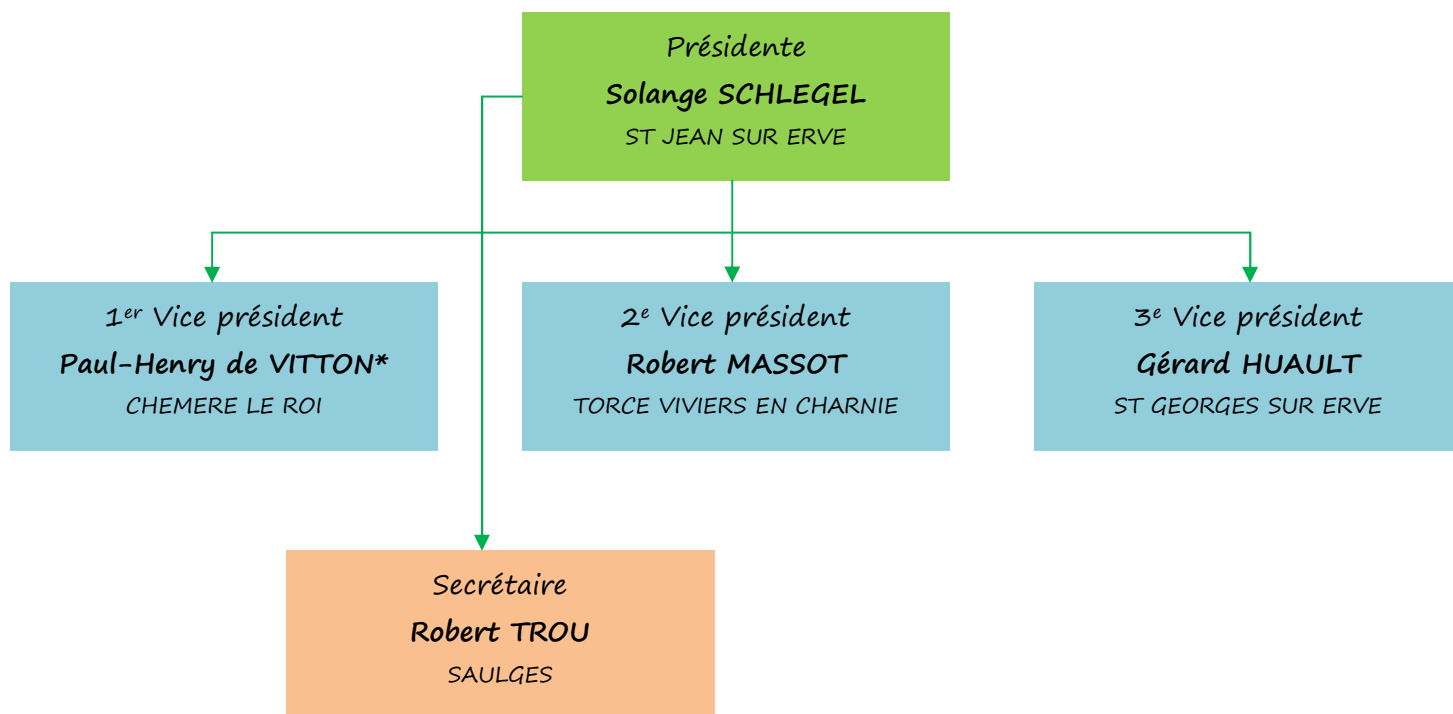 Présidente
Solange SCHLEGEL
ST JEAN SUR ERVE
1er Vice président
Paul-Henry de VITTON*
CHEMERE LE ROI
2e Vice président
Robert MASSOT
TORCE VIVIERS EN CHARNIE
3e Vice président
Gérard HUAULT
ST GEORGES SUR ERVE
Secrétaire
Robert TROU
SAULGES